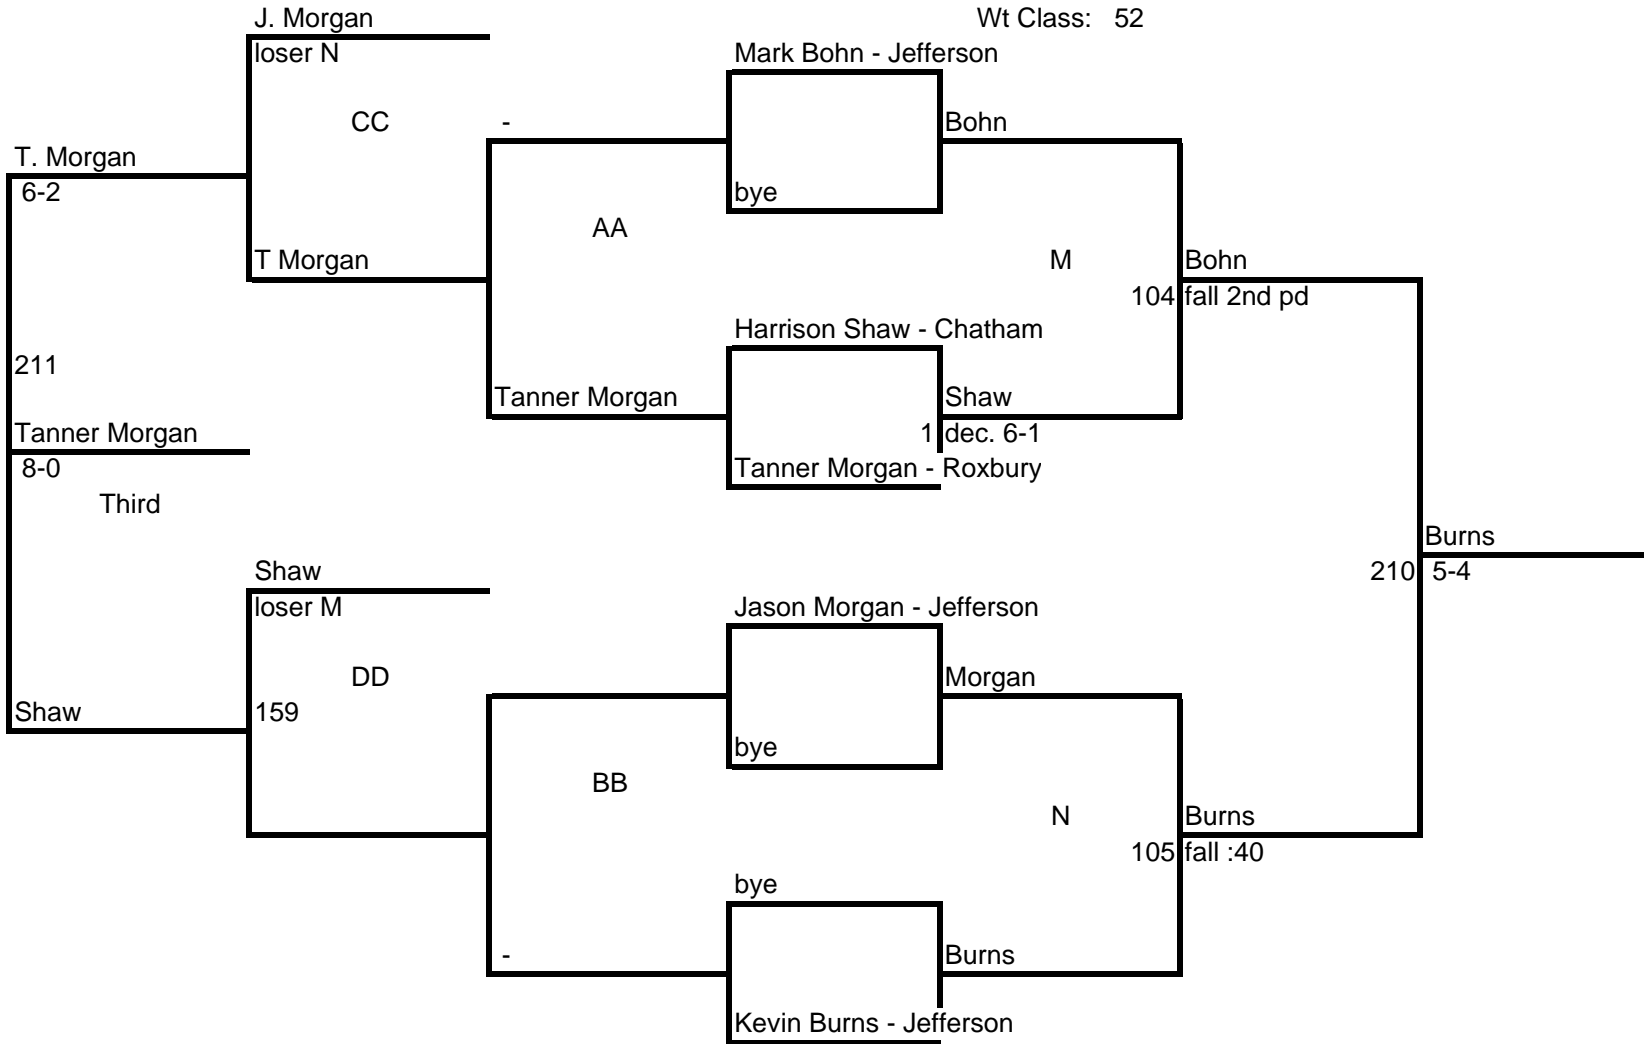 J. Morgan
Wt Class: 52
loser N
Mark Bohn - Jefferson
CC
-
Bohn
T. Morgan
6-2
bye
AA
T Morgan
M
Bohn
104 fall 2nd pd
Harrison Shaw - Chatham
211
Tanner Morgan
Shaw
Tanner Morgan
1 dec. 6-1
8-0
Tanner Morgan - Roxbury
Third
Burns
Shaw
210 5-4
loser M
Jason Morgan - Jefferson
DD
Morgan
Shaw
159
bye
BB
N
Burns
105 fall :40
bye
-
Burns
Kevin Burns - Jefferson